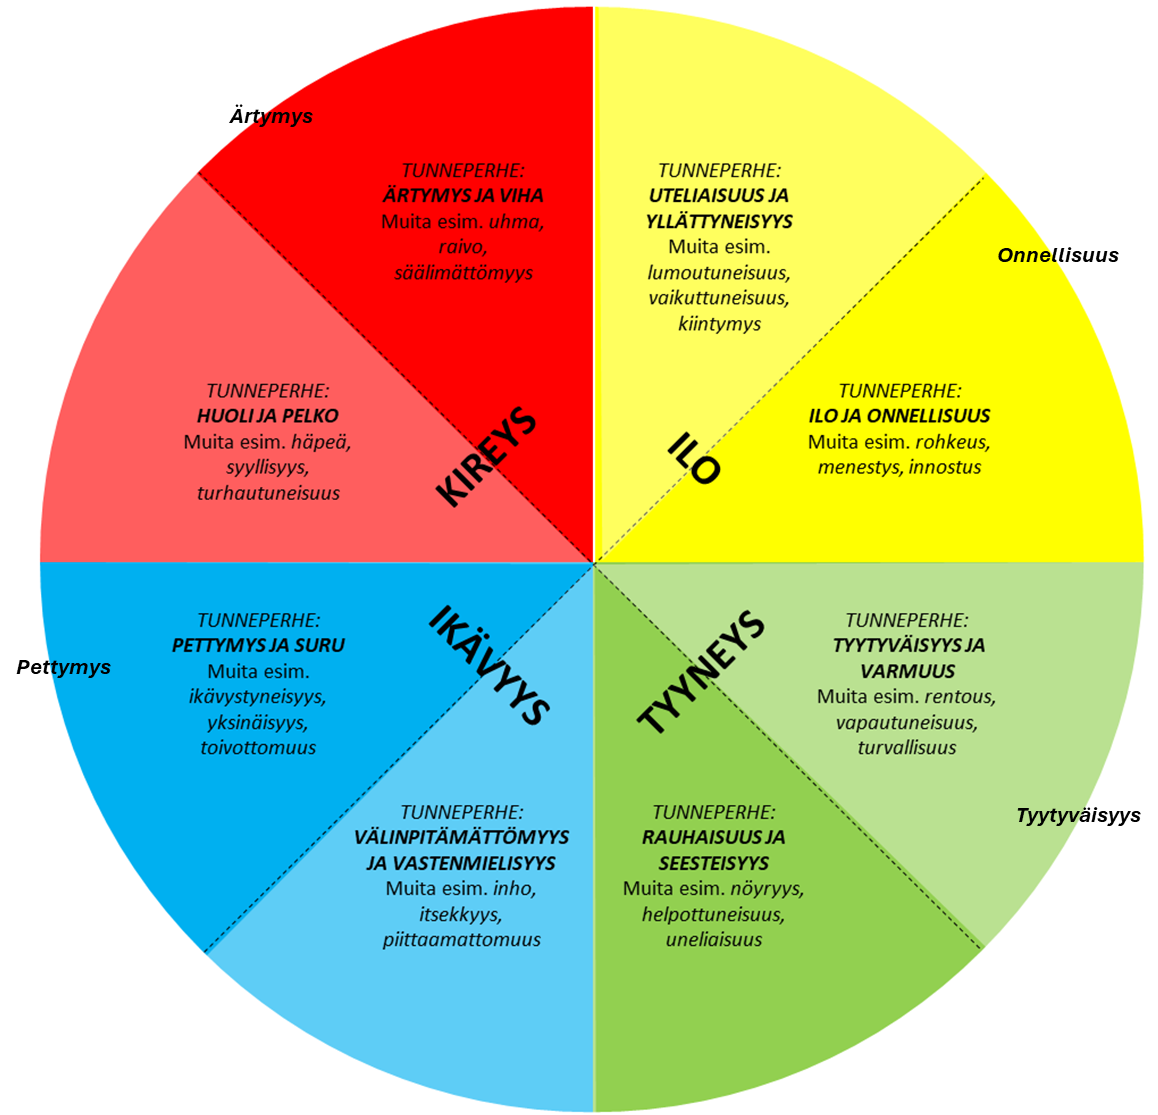 Ärtymys
TUNNEPERHE:
ÄRTYMYS JA VIHA
Muita esim. uhma,
raivo,
säälimättömyys
TUNNEPERHE:
UTELIAISUUS JA
YLLÄTTYNEISYYS
Muita esim.
lumoutuneisuus,
vaikuttuneisuus,
kiintymys
Onnellisuus
TUNNEPERHE:
HUOLI JA PELKO
Muita esim. häpeä,
syyllisyys,
turhautuneisuus
KIREYS
ILO
TUNNEPERHE:
ILO JA ONNELLISUUS
Muita esim. rohkeus,
menestys, innostus
Pettymys
TUNNEPERHE:
PETTYMYS JA SURU
Muita esim.
ikävystyneisyys,
yksinäisyys,
toivottomuus
IKÄVYYS
TYYNEYS
TUNNEPERHE:
TYYTYVÄISYYS JA
VARMUUS
Muita esim. rentous,
vapautuneisuus,
turvallisuus
Tyytyväisyys
TUNNEPERHE:
VÄLINPITÄMÄTTÖMYYS
JA VASTENMIELISYYS
Muita esim. inho,
itsekkyys,
piittaamattomuus
TUNNEPERHE:
RAUHAISUUS JA
SEESTEISYYS
Muita esim. nöyryys,
helpottuneisuus,
uneliaisuus